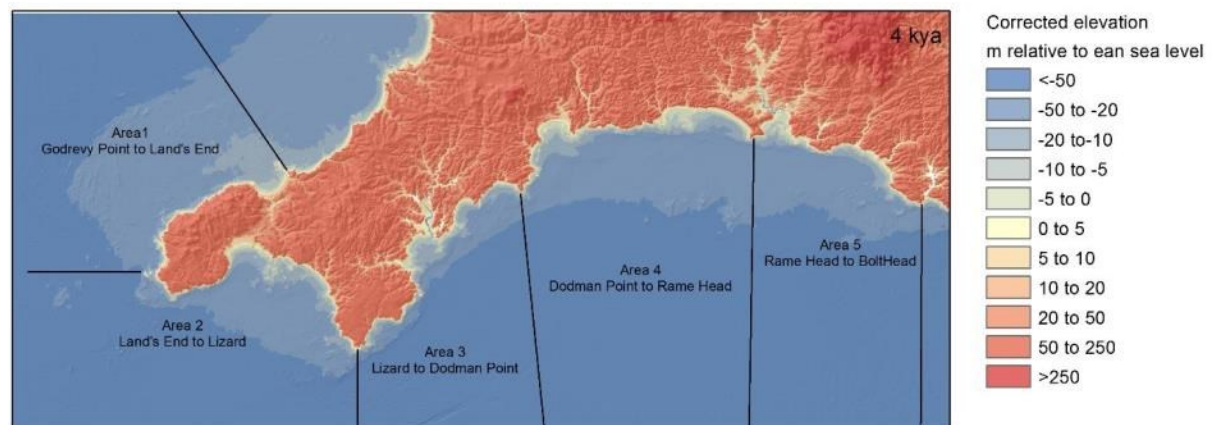 4 kya
Area1
Godrevy Point to Land's End
Area 2
Land's End to Lizard
Area 3
Lizard to Dodman Point
Area 4
Dodman Point to Rame Head
Area 5
Rame Head to BoltHead
Corrected elevation
m relative to ean sea level
<-50
-50 to -20
-20 to-10
-10 to -5
-5 to 0
0 to 5
5 to 10
10 to 20
20 to 50
50 to 250
>250